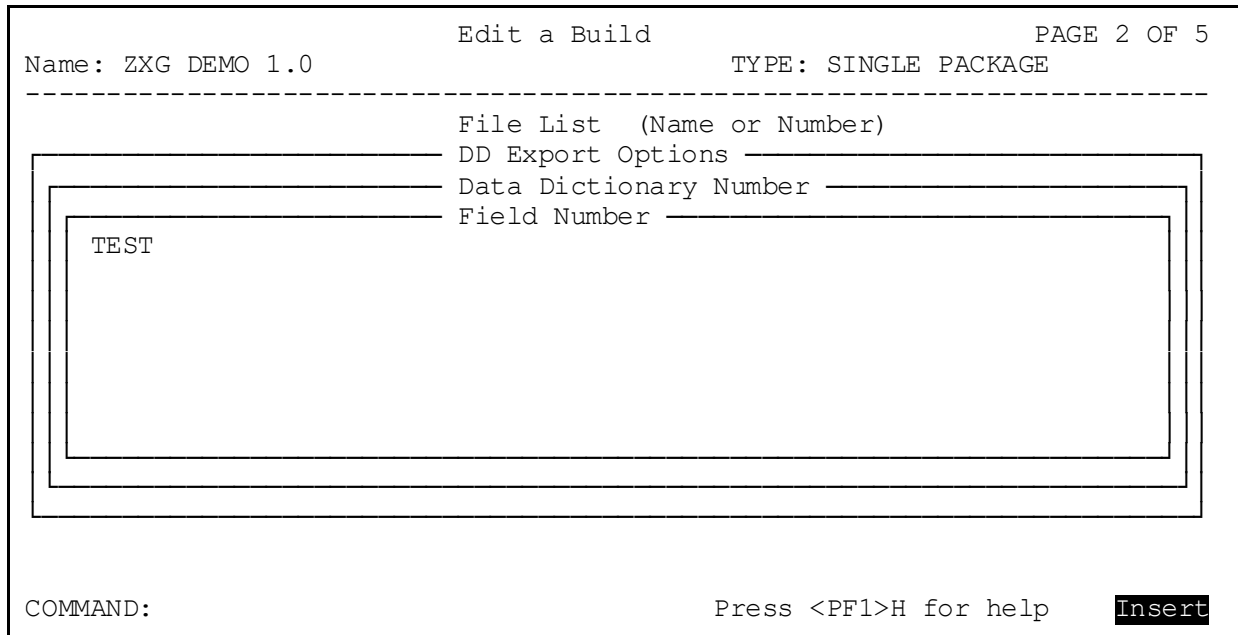 Edit a Build PAGE 2 OF 5
Name: ZXG DEMO 1.0 TYPE: SINGLE PACKAGE
-------------------------------------------------------------------------------
File List (Name or Number)
DD Export Options
Data Dictionary Number
Field Number
TEST
COMMAND: Press <PF1>H for help Insert